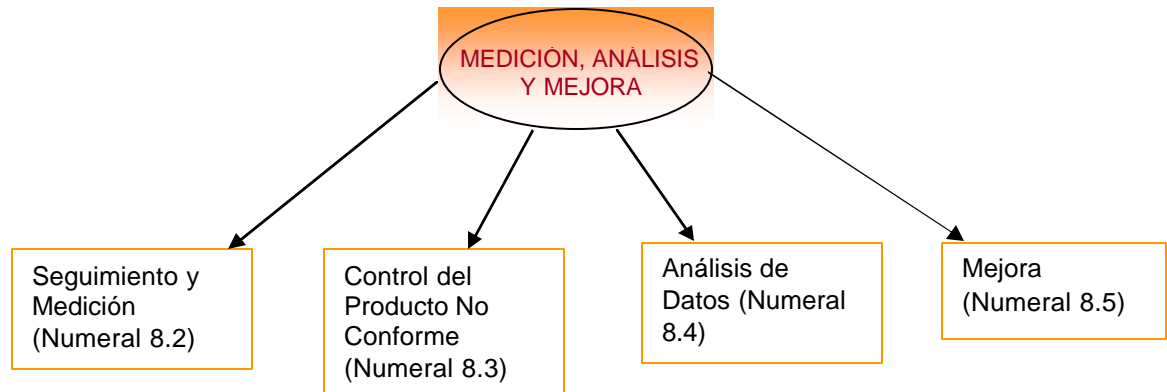 MEDICIÓN, ANÁLISIS
Y MEJORA
Seguimiento y
Medición
(Numeral 8.2)
Control del
Producto No
Conforme
(Numeral 8.3)
Análisis de
Datos (Numeral
8.4)
Mejora
(Numeral 8.5)